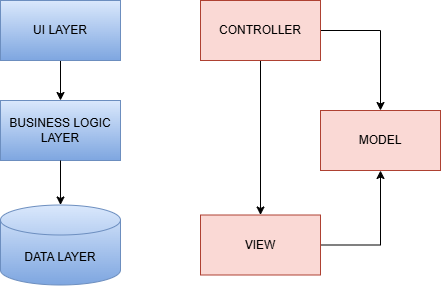 UI LAYER
BUSINESS LOGIC
LAYER
DATA LAYER
CONTROLLER
MODEL
VIEW